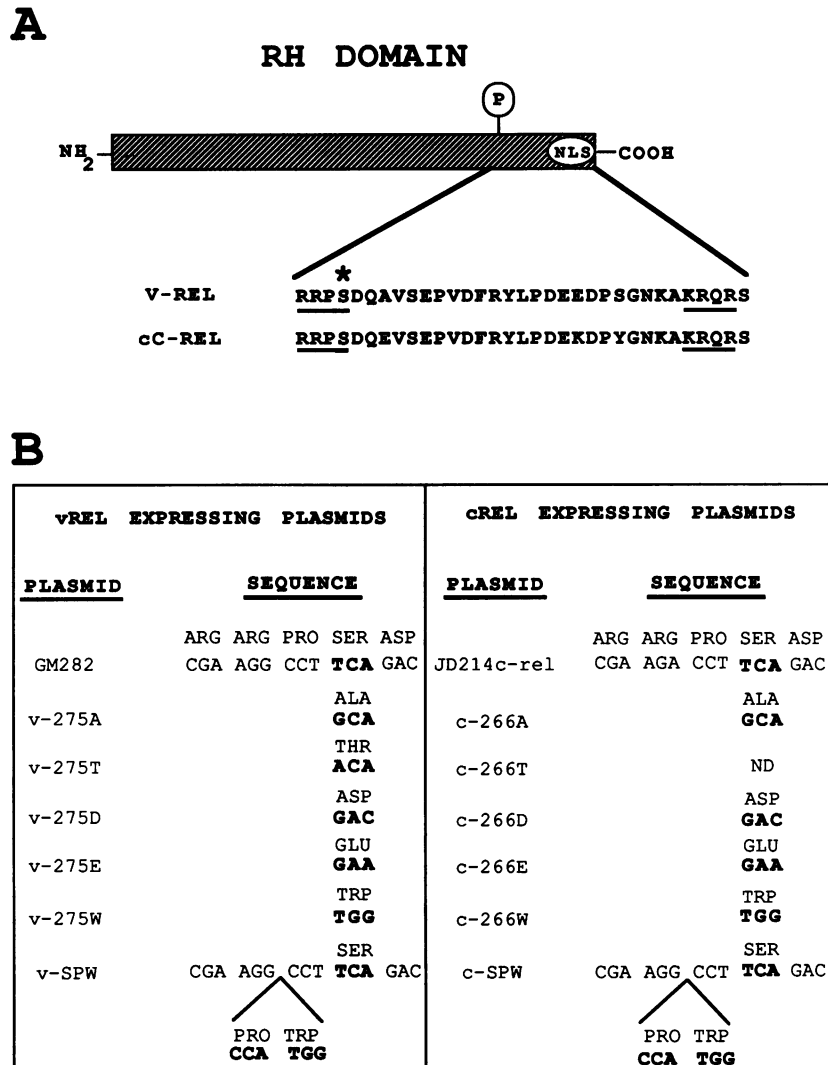 A
RH DOMAIN
P
NH2 NLS COOH
*
V-REL RRPSDQAVSEPVDFRYLPDEEDPSGNKAKRQRS
cC-REL RRPSDQEVSEPVDFRYLPDEKDPYGNKAKRQRS
B
vREL EXPRESSING PLASMIDS
PLASMID SEQUENCE
ARG ARG PRO SER ASP
GM282 CGA AGG CCT TCA GAC
ALA
v-275A GCA
THR
v-275T ACA
ASP
v-275D GAC
GLU
v-275E GAA
TRP
v-275W TGG
SER
v-SPW CGA AGG CCT TCA GAC
PRO TRP
CCA TGG
cREL EXPRESSING PLASMIDS
PLASMID SEQUENCE
ARG ARG PRO SER ASP
JD214c-rel CGA AGA CCT TCA GAC
ALA
c-266A GCA
c-266T ND
ASP
c-266D GAC
GLU
c-266E GAA
TRP
c-266W TGG
SER
c-SPW CGA AGG CCT TCA GAC
PRO TRP
CCA TGG